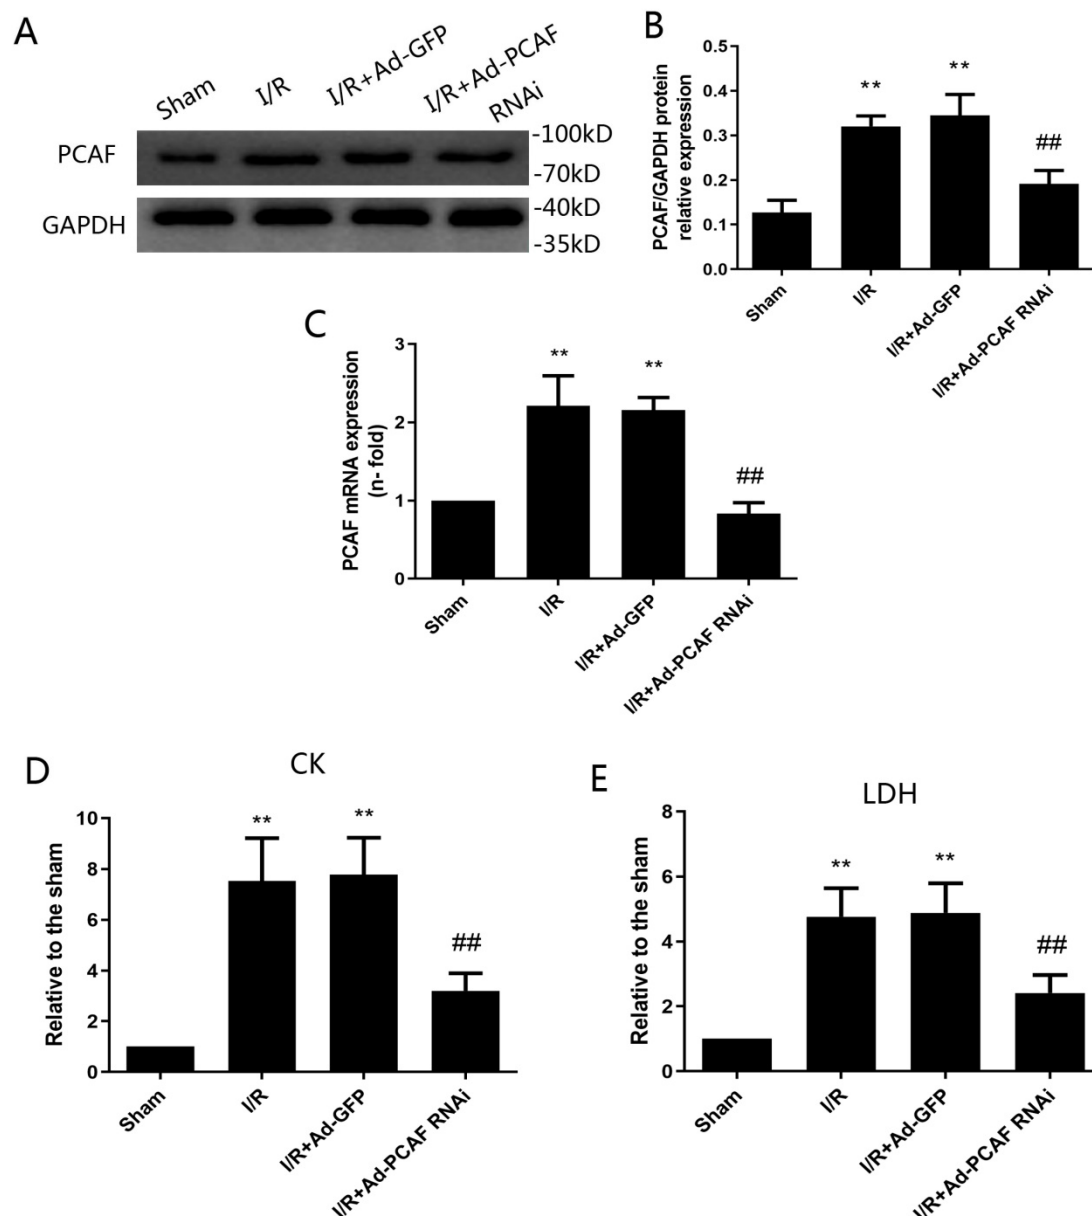 A
Sham
I/R
I/R+Ad-GFP
I/R+Ad-PCAF
RNAi
PCAF
-100kD
-70kD
GAPDH
-40kD
-35kD
B
PCAF/GAPDH protein
relative expression
0.5
0.4
0.3
0.2
0.1
0.0
**
**
##
Sham
I/R
I/R+Ad-GFP
I/R+Ad-PCAF RNAi
C
PCAF mRNA expression
(n- fold)
3
2
1
0
**
**
##
Sham
I/R
I/R+Ad-GFP
I/R+Ad-PCAF RNAi
D
CK
Relative to the sham
10
8
6
4
2
0
**
**
##
Sham
I/R
I/R+Ad-GFP
I/R+Ad-PCAF RNAi
E
LDH
Relative to the sham
8
6
4
2
0
**
**
##
Sham
I/R
I/R+Ad-GFP
I/R+Ad-PCAF RNAi